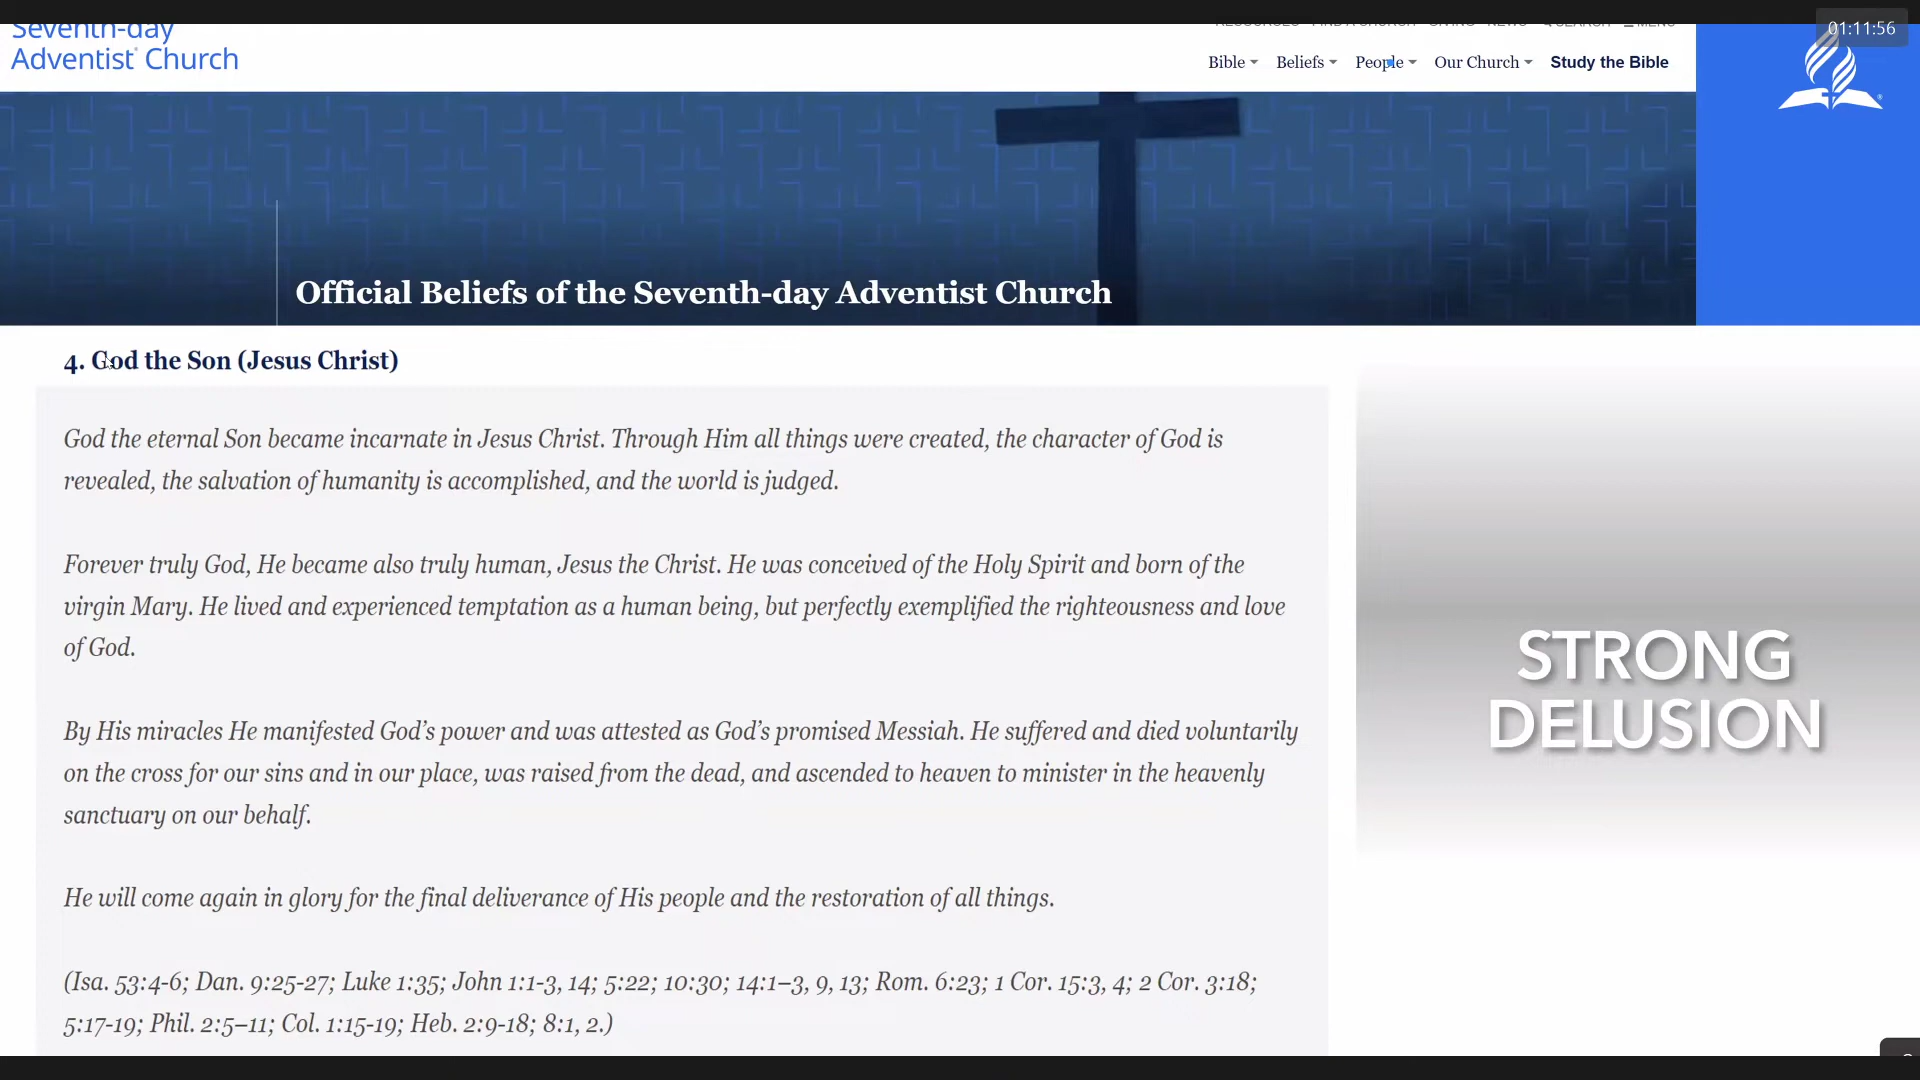 01:11:56
Seventh-day
Adventist® Church
RESOURCES FIND A CHURCH GIVING NEWS SEARCH MENU
Bible Beliefs People Our Church Study the Bible
Official Beliefs of the Seventh-day Adventist Church
4. God the Son (Jesus Christ)
God the eternal Son became incarnate in Jesus Christ. Through Him all things were created, the character of God is
revealed, the salvation of humanity is accomplished, and the world is judged.
Forever truly God, He became also truly human, Jesus the Christ. He was conceived of the Holy Spirit and born of the
virgin Mary. He lived and experienced temptation as a human being, but perfectly exemplified the righteousness and love
of God.
By His miracles He manifested God’s power and was attested as God’s promised Messiah. He suffered and died voluntarily
on the cross for our sins and in our place, was raised from the dead, and ascended to heaven to minister in the heavenly
sanctuary on our behalf.
He will come again in glory for the final deliverance of His people and the restoration of all things.
(Isa. 53:4-6; Dan. 9:25-27; Luke 1:35; John 1:1-3, 14; 5:22; 10:30; 14:1–3, 9, 13; Rom. 6:23; 1 Cor. 15:3, 4; 2 Cor. 3:18;
5:17-19; Phil. 2:5–11; Col. 1:15-19; Heb. 2:9-18; 8:1, 2.)
STRONG
DELUSION